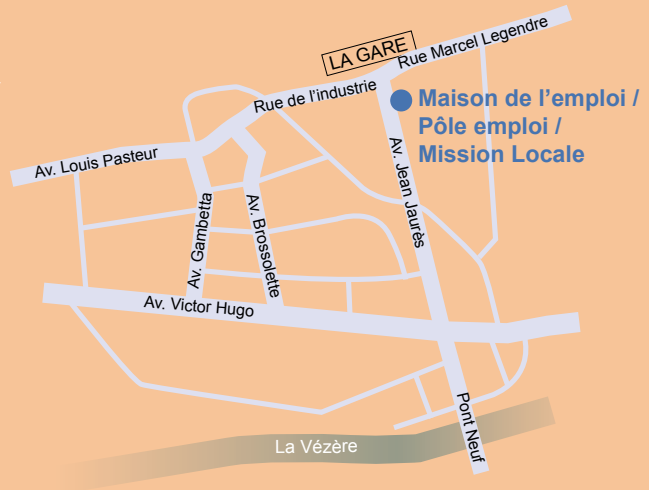 LA GARE
Rue Marcel Legendre
Rue de l'industrie
Maison de l'emploi /
Pôle emploi /
Mission Locale
Av. Louis Pasteur
Av. Jean Jaurès
Av. Gambetta
Av. Brossolette
Av. Victor Hugo
Pont Neuf
La Vézère